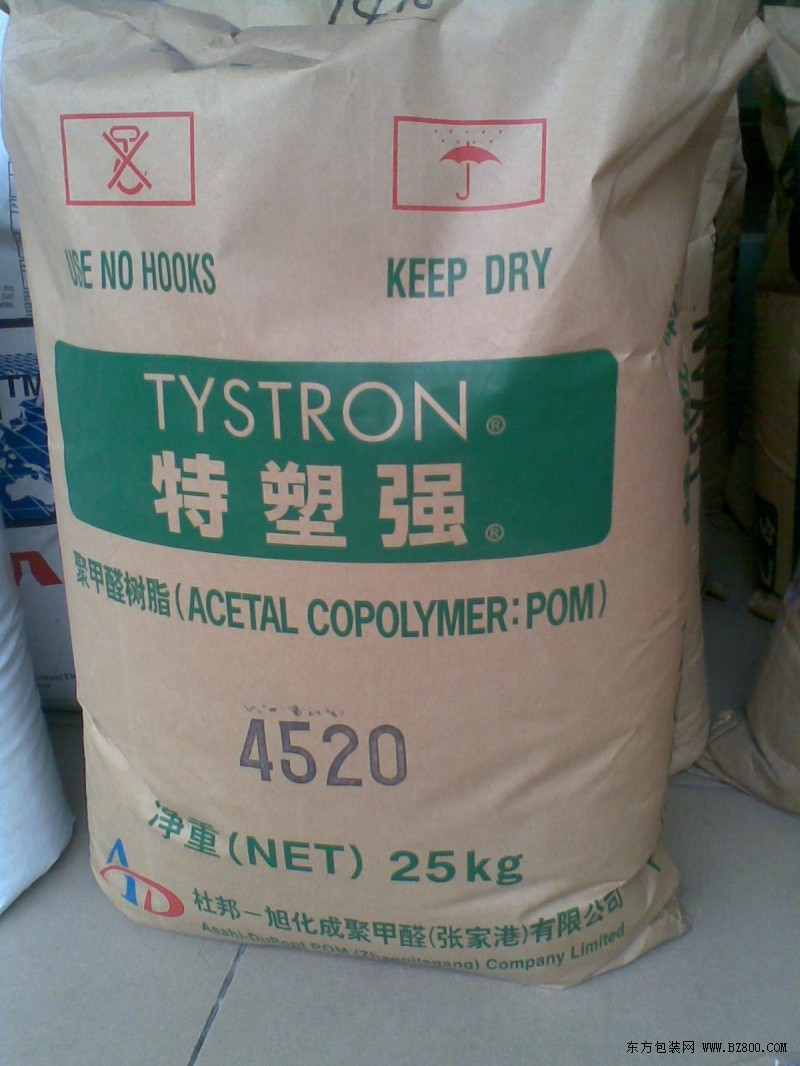 USE NO HOOKS
KEEP DRY
TYSTRON®
特塑强®
聚甲醛树脂(ACETAL COPOLYMER:POM)
4520
净重(NET) 25kg
杜邦-旭化成聚甲醛(张家港)有限公司
Asahi-DuPont POM (Zhangjiagang) Company Limited
TM
东方包装网 www.BZ800.com